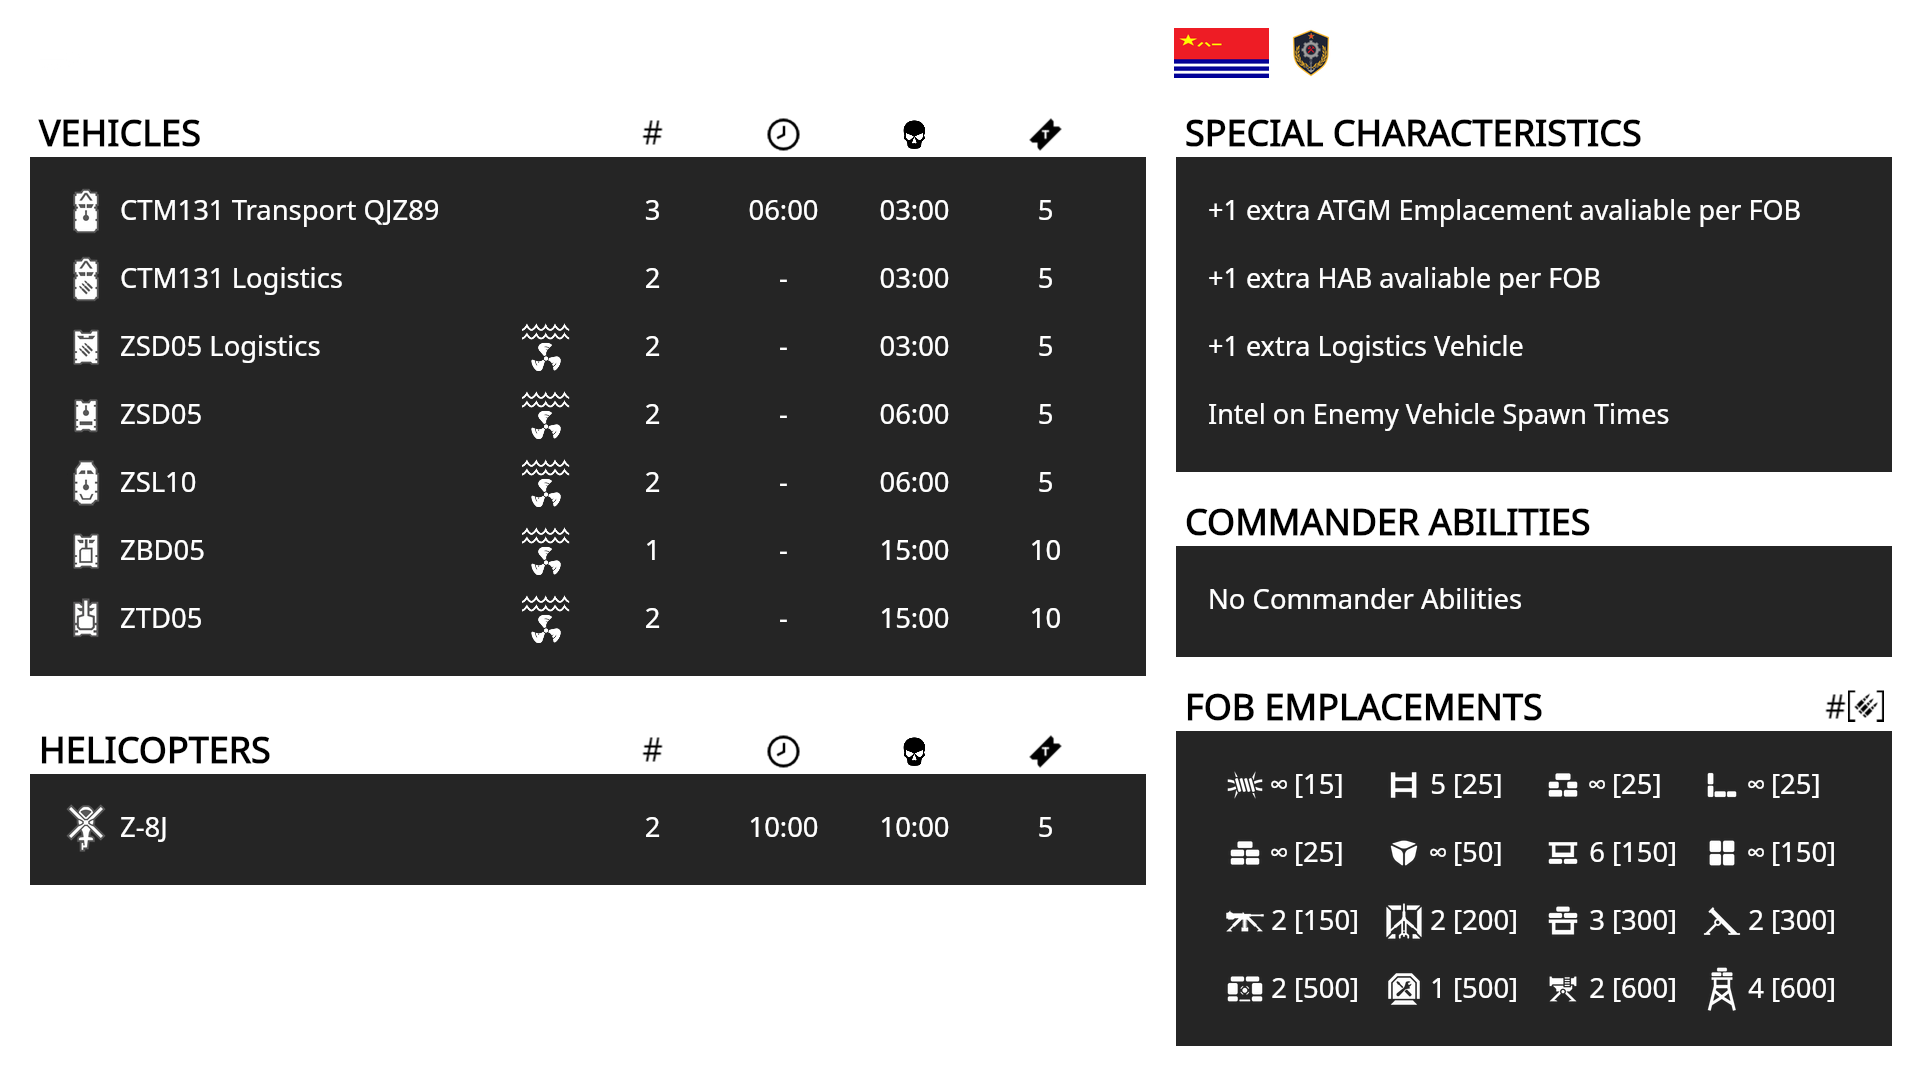 VEHICLES #
CTM131 Transport QJZ89 3 06:00 03:00 5
CTM131 Logistics 2 - 03:00 5
ZSD05 Logistics 2 - 03:00 5
ZSD05 2 - 06:00 5
ZSL10 2 - 06:00 5
ZBD05 1 - 15:00 10
ZTD05 2 - 15:00 10
HELICOPTERS #
Z-8J 2 10:00 10:00 5
SPECIAL CHARACTERISTICS
+1 extra ATGM Emplacement avaliable per FOB
+1 extra HAB avaliable per FOB
+1 extra Logistics Vehicle
Intel on Enemy Vehicle Spawn Times
COMMANDER ABILITIES
No Commander Abilities
FOB EMPLACEMENTS #[]
∞ [15] 5 [25] ∞ [25] ∞ [25]
∞ [25] ∞ [50] 6 [150] ∞ [150]
2 [150] 2 [200] 3 [300] 2 [300]
2 [500] 1 [500] 2 [600] 4 [600]